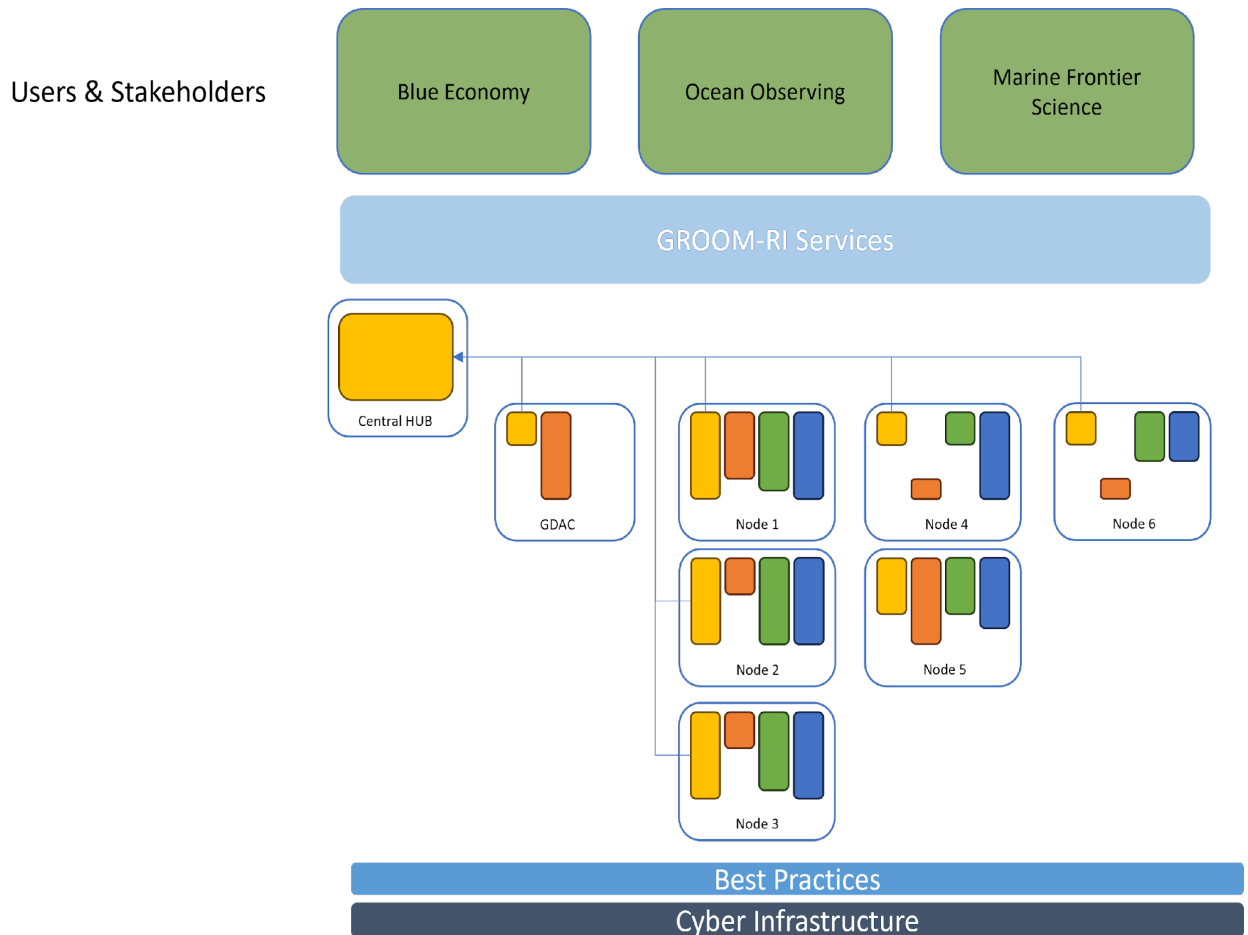 Users & Stakeholders
Blue Economy
Ocean Observing
Marine Frontier
Science
GROOM-RI Services
Central HUB
GDAC
Node 1
Node 4
Node 6
Node 2
Node 5
Node 3
Best Practices
Cyber Infrastructure